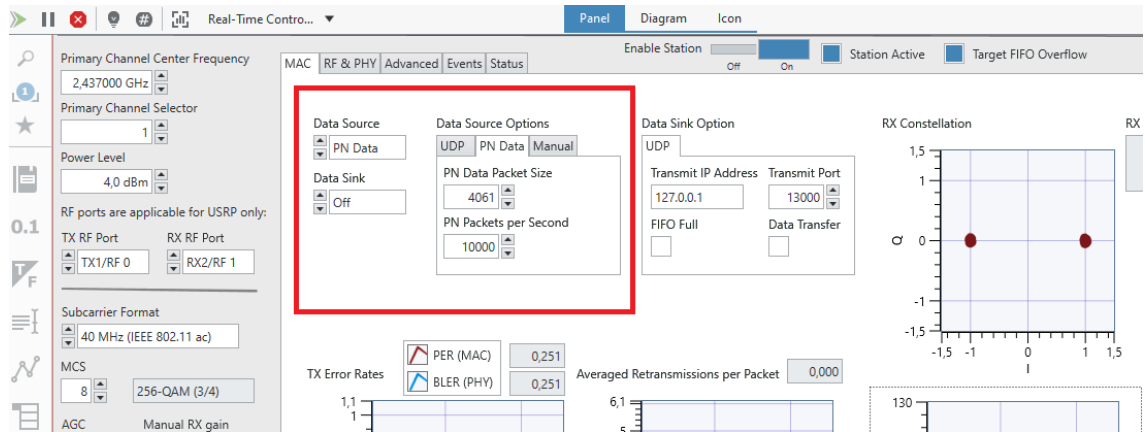 Real-Time Contro...
Panel Diagram Icon
Primary Channel Center Frequency
2,437000 GHz
Primary Channel Selector
1
Power Level
4,0 dBm
RF ports are applicable for USRP only:
TX RF Port RX RF Port
TX1/RF 0 RX2/RF 1
Subcarrier Format
40 MHz (IEEE 802.11 ac)
MCS
8 256-QAM (3/4)
AGC Manual RX gain
1
0.1
T/F
MAC RF & PHY Advanced Events Status
Enable Station
Off On
Station Active
Target FIFO Overflow
Data Source
PN Data
Data Sink
Off
Data Source Options
UDP PN Data Manual
PN Data Packet Size
4061
PN Packets per Second
10000
Data Sink Option
UDP
Transmit IP Address Transmit Port
127.0.0.1 13000
FIFO Full Data Transfer
RX Constellation
RX
1,5
1
Q 0
-1
-1,5
-1,5 -1 0 1 1,5
I
TX Error Rates
PER (MAC) 0,251
BLER (PHY) 0,251
1,1
1
Averaged Retransmissions per Packet 0,000
6,1
5
130